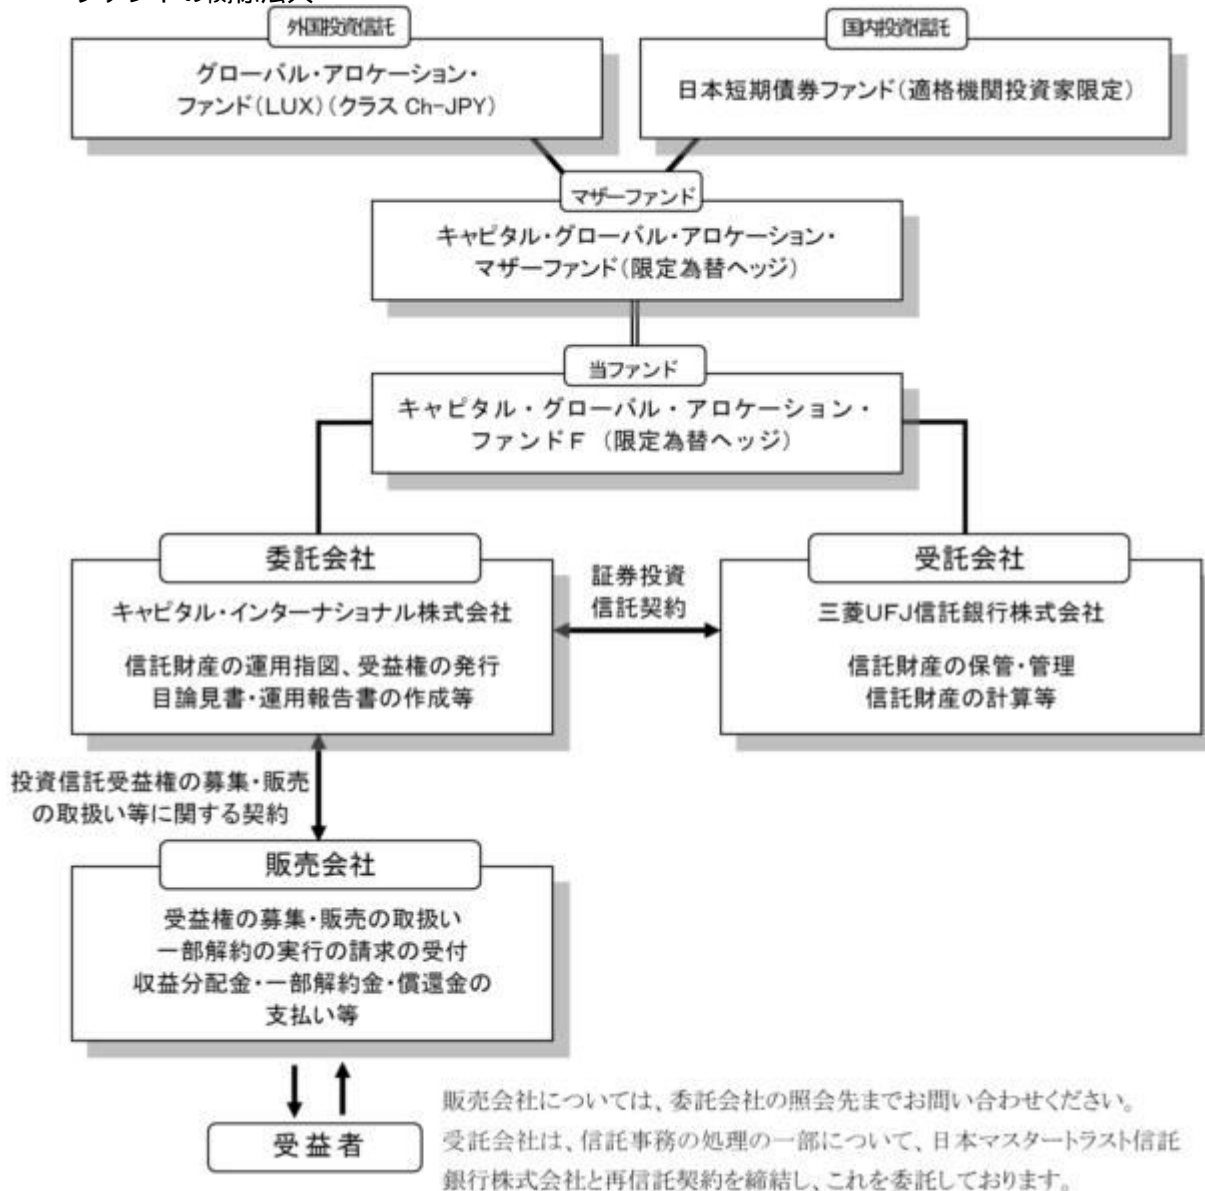 外国投資信託
グローバル・アロケーション・
ファンド(LUX)(クラス Ch-JPY)
国内投資信託
日本短期債券ファンド(適格機関投資家限定)
マザーファンド
キャピタル・グローバル・アロケーション・
マザーファンド(限定為替ヘッジ)
当ファンド
キャピタル・グローバル・アロケーション・
ファンドF (限定為替ヘッジ)
委託会社
キャピタル・インターナショナル株式会社
信託財産の運用指図、受益権の発行
目論見書・運用報告書の作成等
証券投資
信託契約
受託会社
三菱UFJ信託銀行株式会社
信託財産の保管・管理
信託財産の計算等
投資信託受益権の募集・販売
の取扱い等に関する契約
販売会社
受益権の募集・販売の取扱い
一部解約の実行の請求の受付
収益分配金・一部解約金・償還金の
支払い等
受益者
販売会社については、委託会社の照会先までお問い合わせください。
受託会社は、信託事務の処理の一部について、日本マスタートラスト信託
銀行株式会社と再信託契約を締結し、これを委託しております。